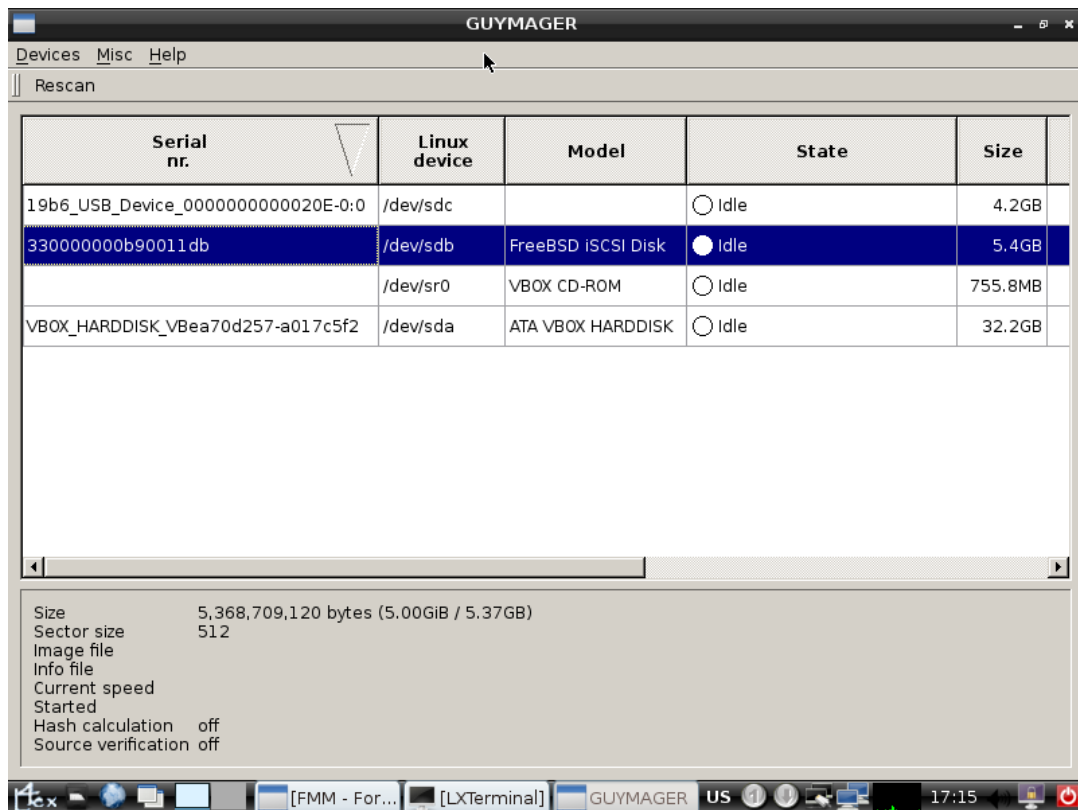 GUYMAGER
Devices Misc Help
Rescan
Serial nr. Linux device Model State Size
19b6_USB_Device_0000000000020E-0:0 /dev/sdc Idle 4.2GB
330000000b90011db /dev/sdb FreeBSD iSCSI Disk Idle 5.4GB
/dev/sr0 VBOX CD-ROM Idle 755.8MB
VBOX_HARDDISK_VBea70d257-a017c5f2 /dev/sda ATA VBOX HARDDISK Idle 32.2GB
Size 5,368,709,120 bytes (5.00GiB / 5.37GB)
Sector size 512
Image file
Info file
Current speed
Started
Hash calculation off
Source verification off
[FMM - For... [LXTerminal] GUYMAGER US 17:15